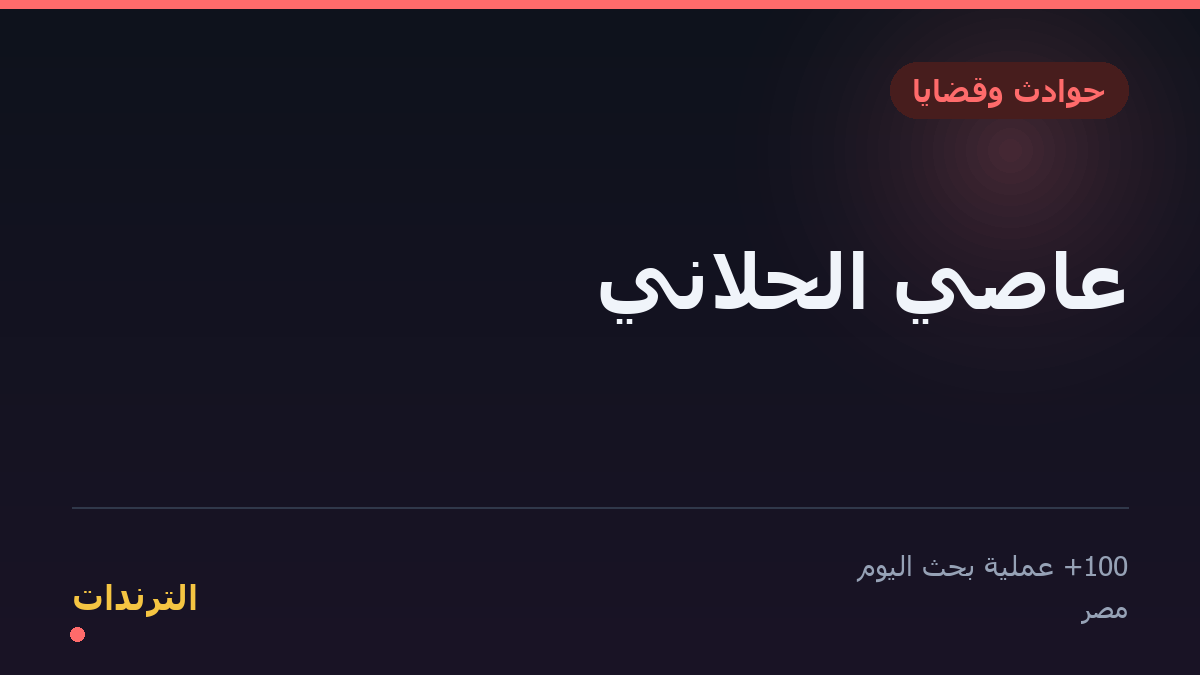 حوادث وقضايا
عاصي الحلاني
100+ عملية بحث اليوم
مصر
الترندات